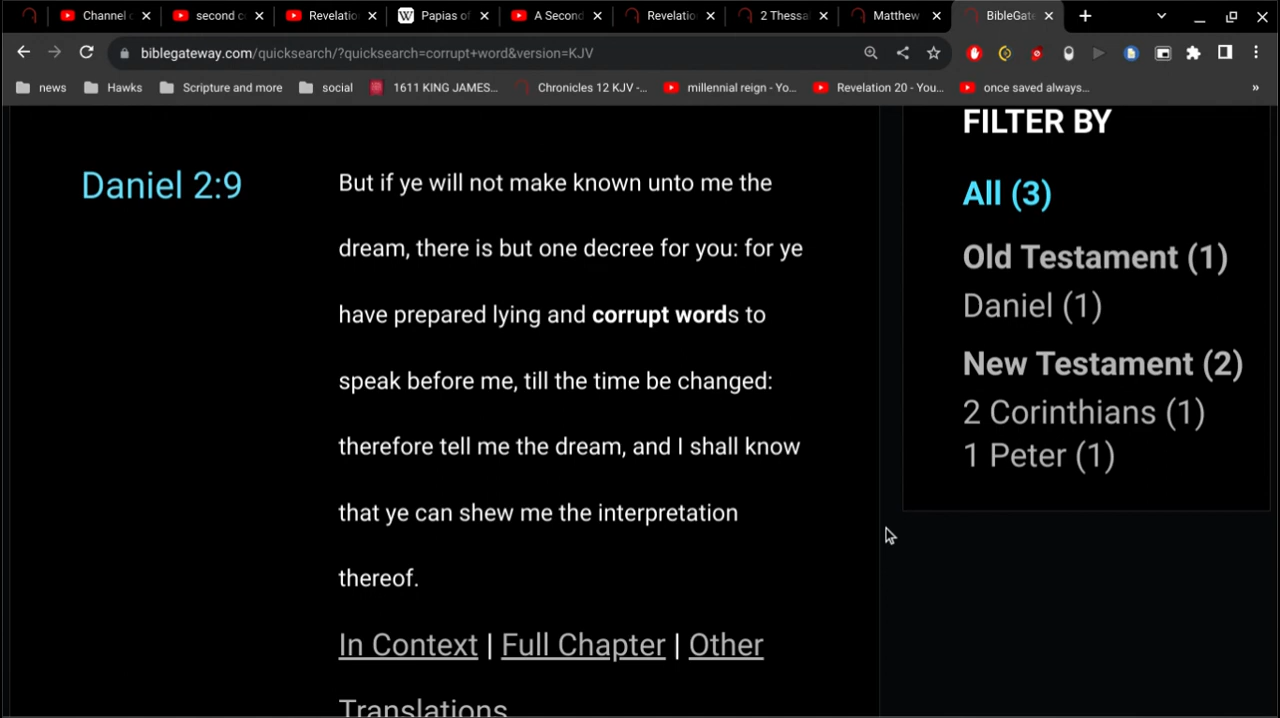 Channel c
second c
Revelatio
Papias of
A Second
Revelatio
2 Thessa
Matthew
BibleGate
biblegateway.com/quicksearch/?quicksearch=corrupt+word&version=KJV
news
Hawks
Scripture and more
social
1611 KING JAMES...
Chronicles 12 KJV -...
millennial reign - Yo...
Revelation 20 - You...
once saved always...
»
Daniel 2:9
But if ye will not make known unto me the
dream, there is but one decree for you: for ye
have prepared lying and corrupt words to
speak before me, till the time be changed:
therefore tell me the dream, and I shall know
that ye can shew me the interpretation
thereof.
In Context | Full Chapter | Other
Translations
FILTER BY
All (3)
Old Testament (1)
Daniel (1)
New Testament (2)
2 Corinthians (1)
1 Peter (1)